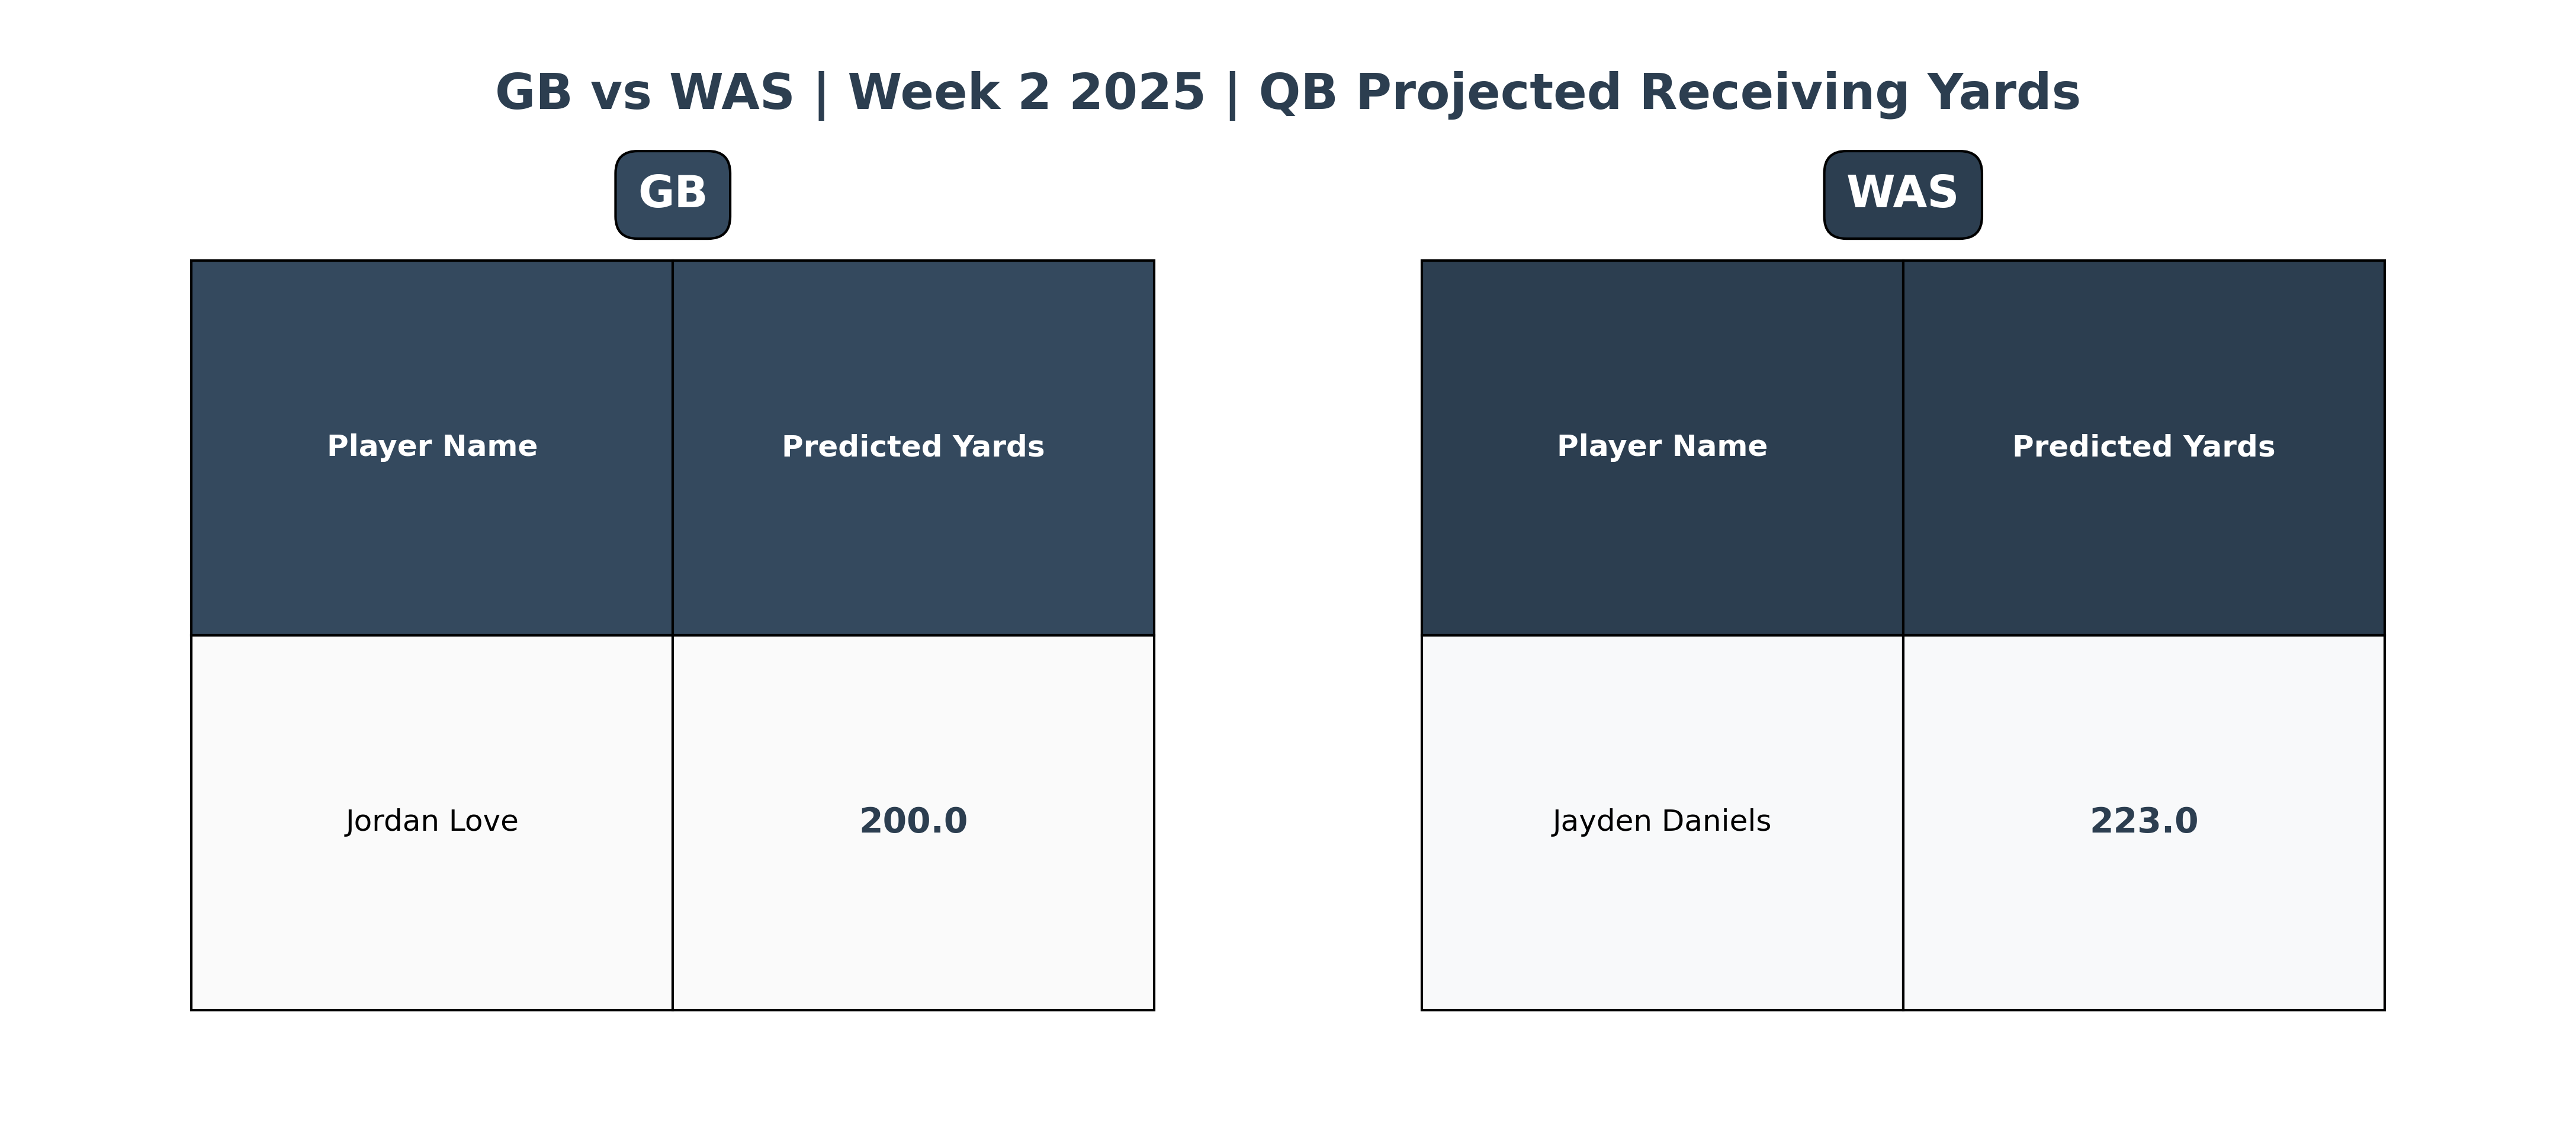 GB vs WAS | Week 2 2025 | QB Projected Receiving Yards
GB
Player Name Predicted Yards
Jordan Love 200.0
WAS
Player Name Predicted Yards
Jayden Daniels 223.0